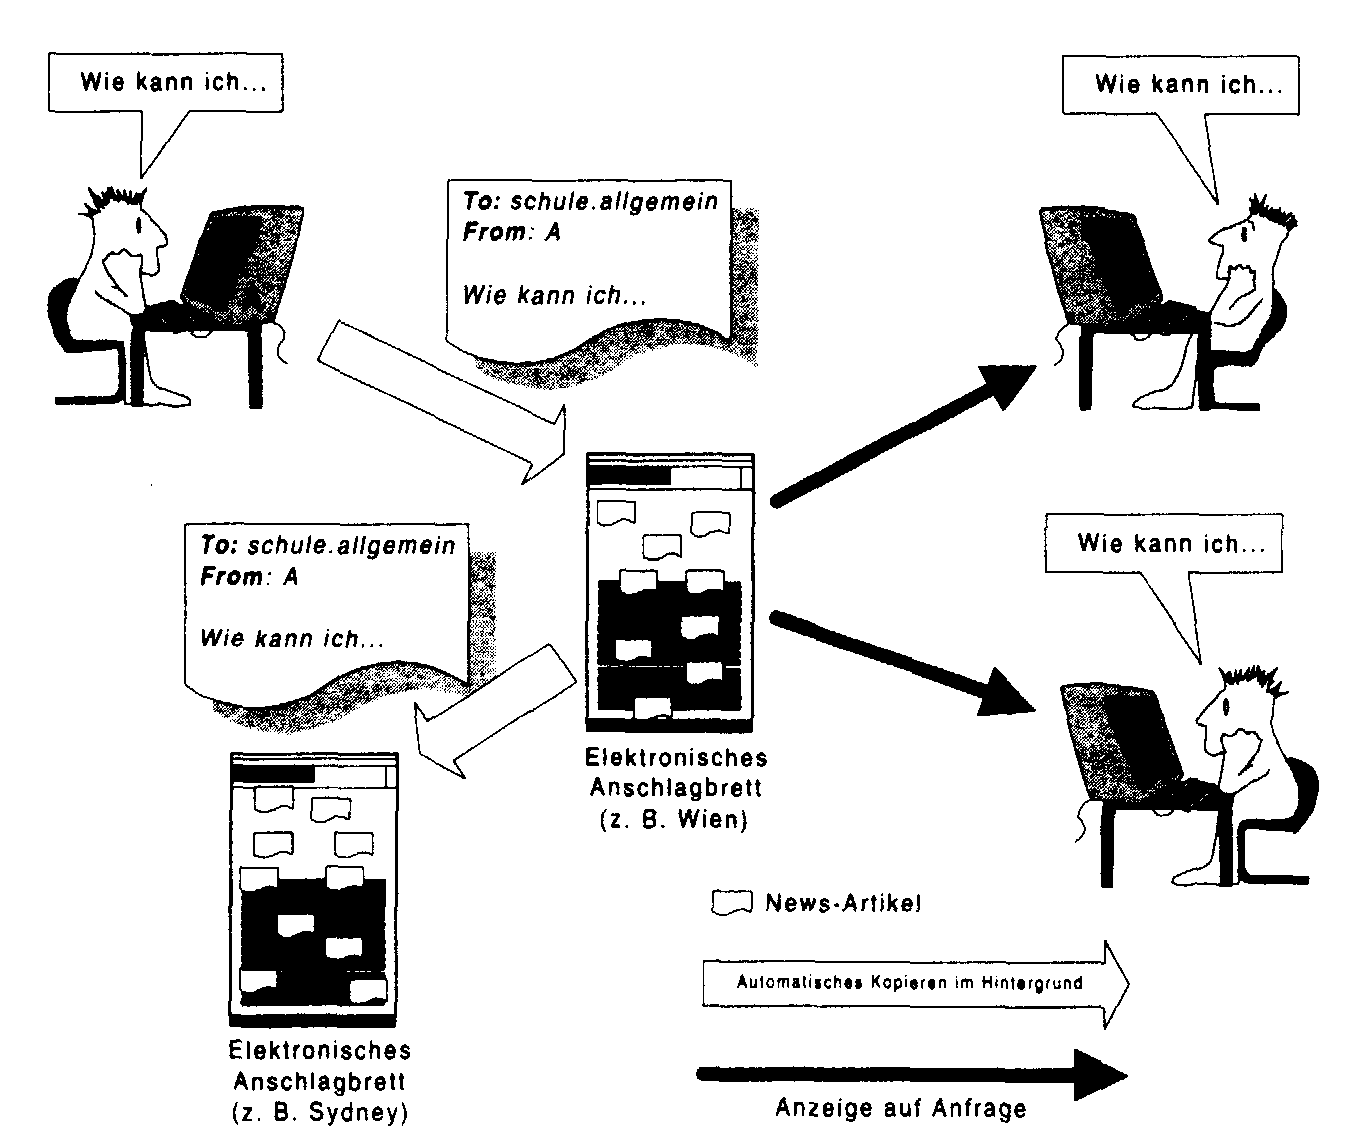 Wie kann ich...
Wie kann ich...
To: schule.allgemein
From: A
Wie kann ich...
To: schule.allgemein
From: A
Wie kann ich...
Wie kann ich...
Elektronisches
Anschlagbrett
(z. B. Wien)
News-Artikel
Automatisches Kopieren im Hintergrund
Elektronisches
Anschlagbrett
(z. B. Sydney)
Anzeige auf Anfrage